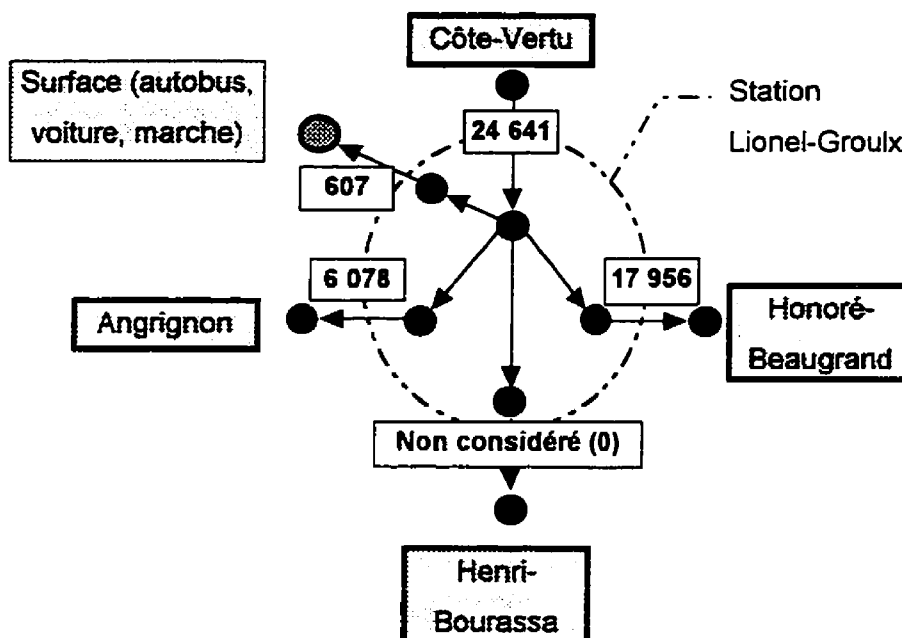 Côte-Vertu
Surface (autobus,
voiture, marche)
24 641
Station
Lionel-Groulx
607
6 078
17 956
Angrignon
Honoré-
Beaugrand
Non considéré (0)
Henri-
Bourassa